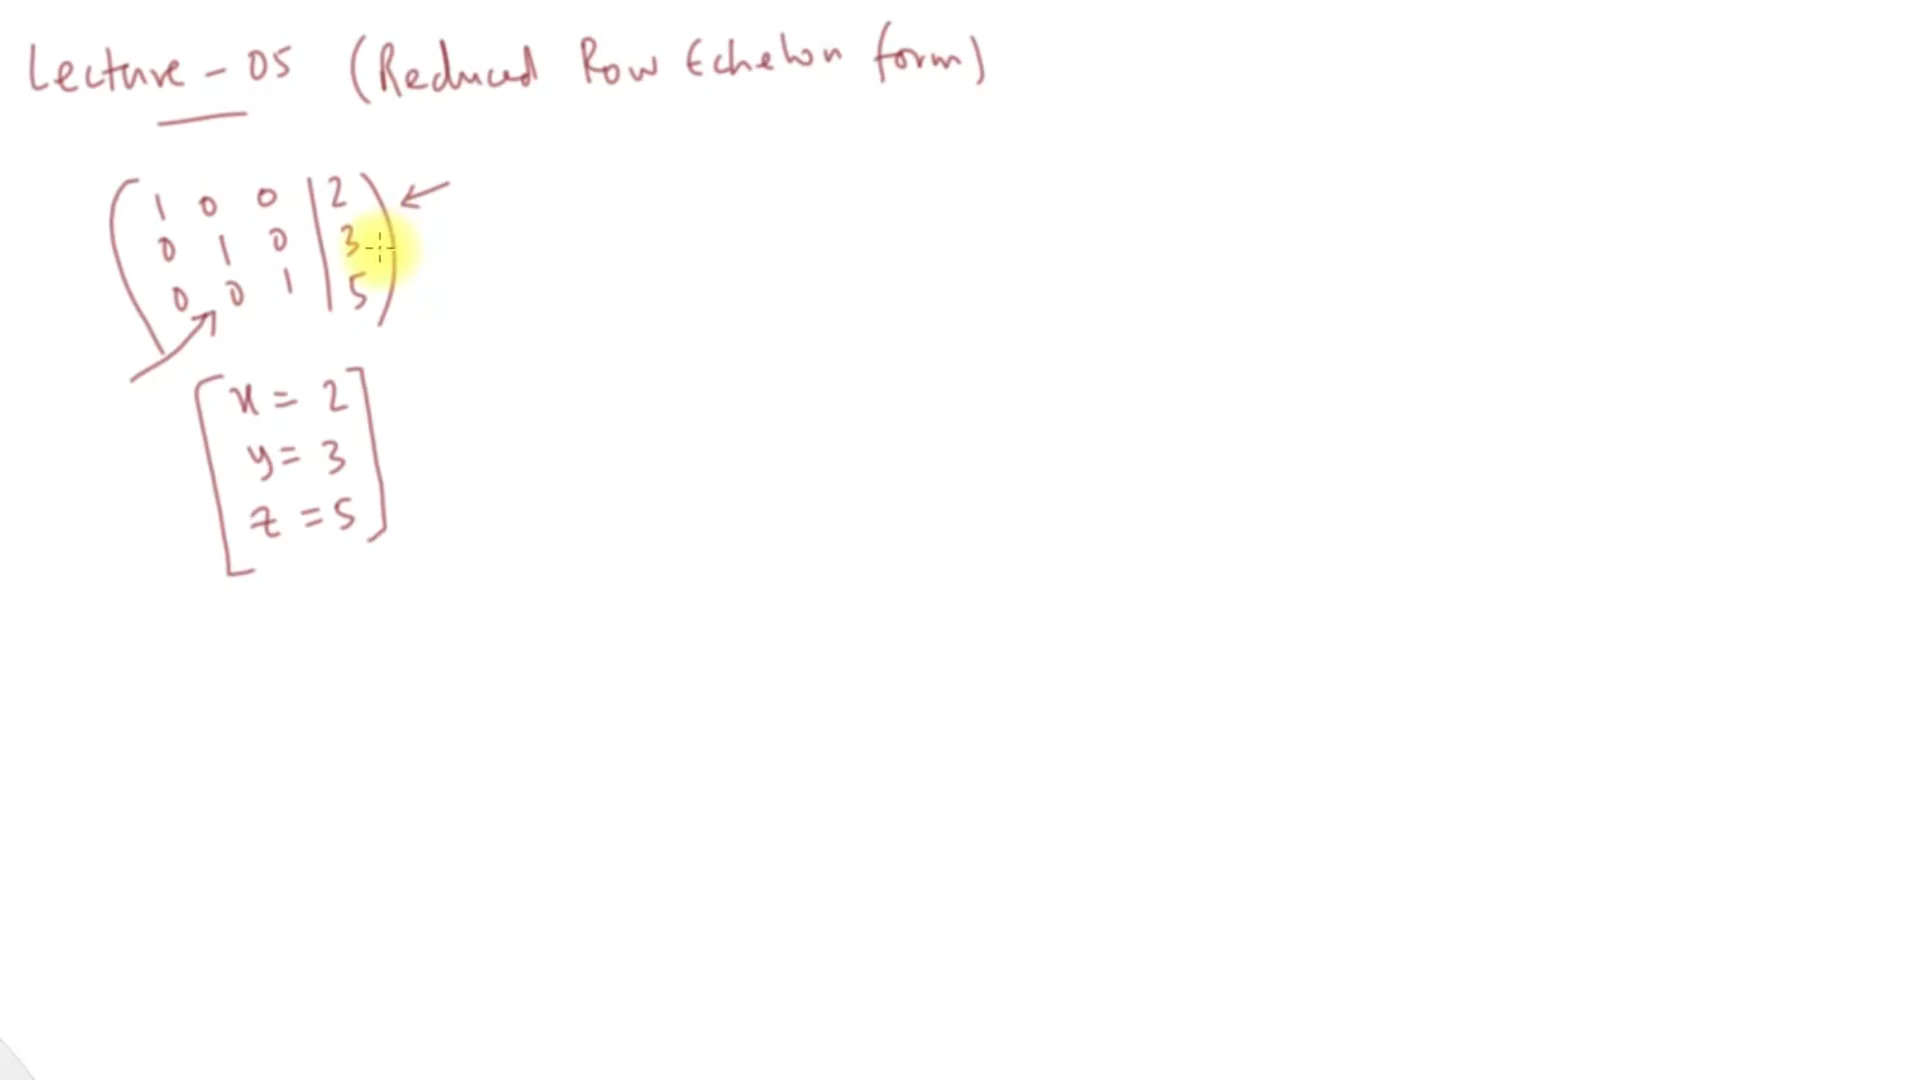 Lecture - 05 (Reduced Row Echelon form)
1 0 0 | 2
0 1 0 | 3
0 0 1 | 5
x = 2
y = 3
z = 5